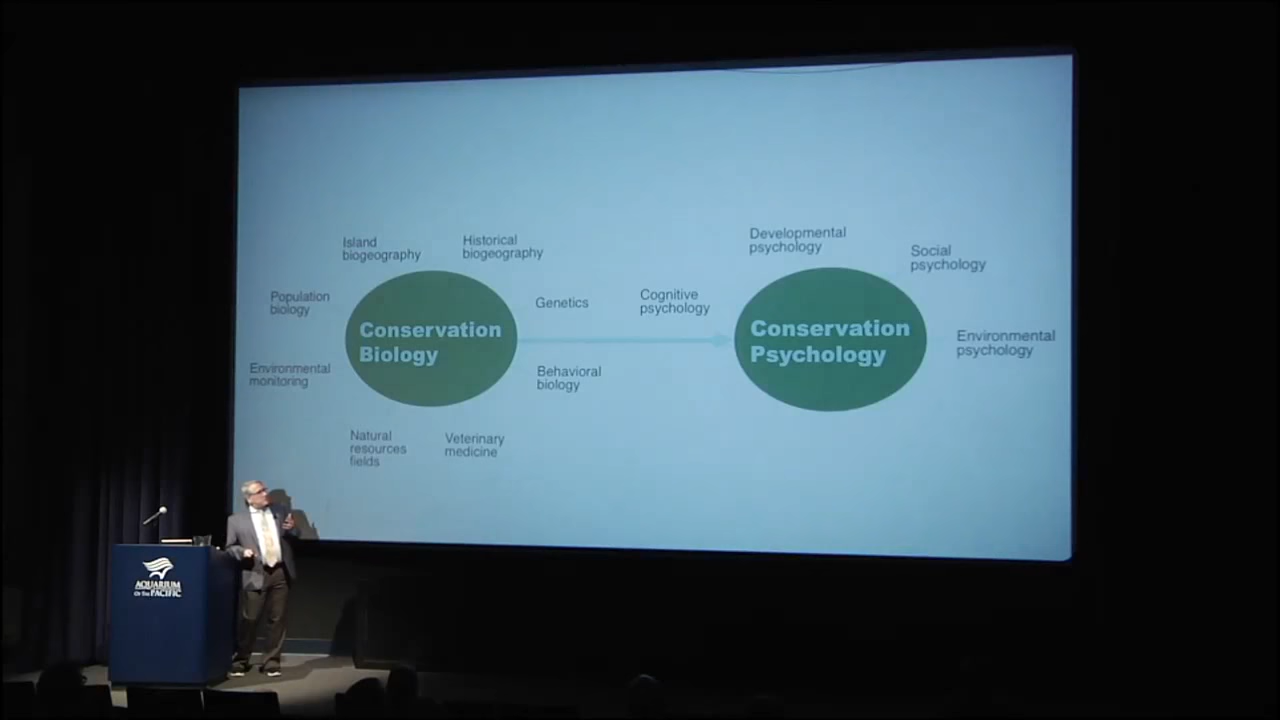 Island
biogeography
Historical
biogeography
Population
biology
Genetics
Environmental
monitoring
Conservation
Biology
Behavioral
biology
Natural
resources
fields
Veterinary
medicine
Developmental
psychology
Social
psychology
Cognitive
psychology
Conservation
Psychology
Environmental
psychology
AQUARIUM
OF THE PACIFIC